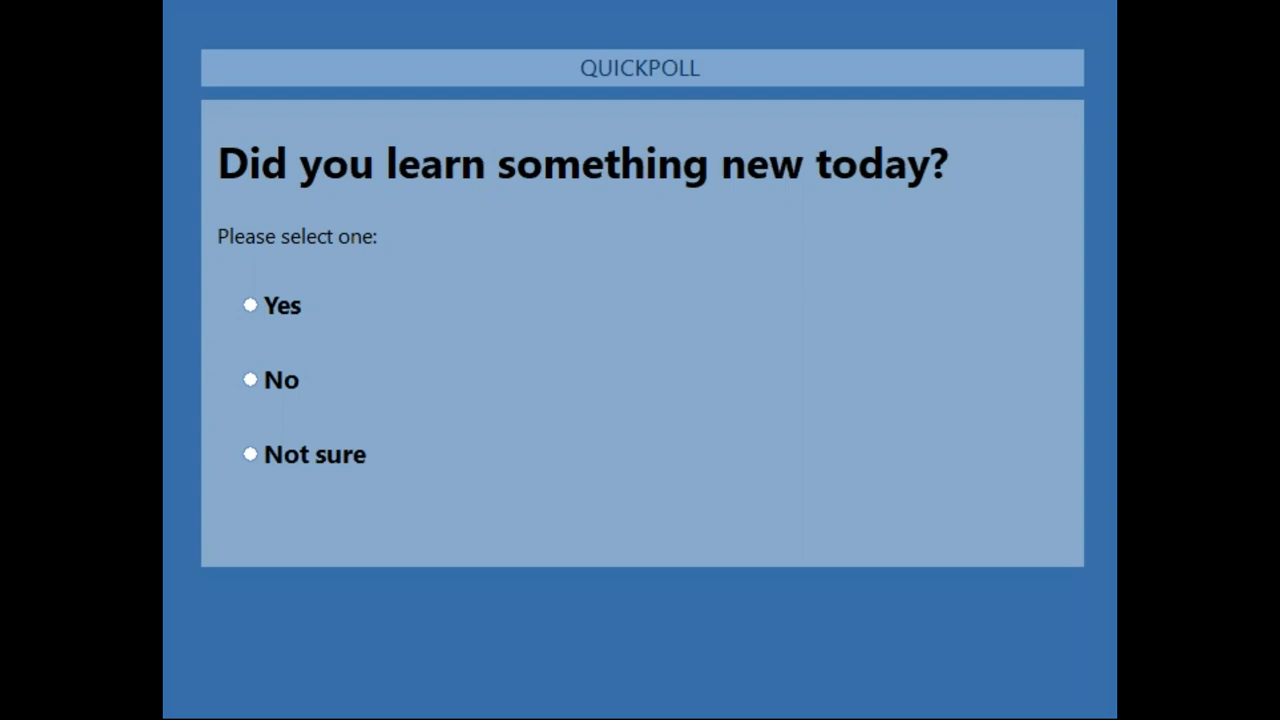 QUICKPOLL
Did you learn something new today?
Please select one:
Yes
No
Not sure